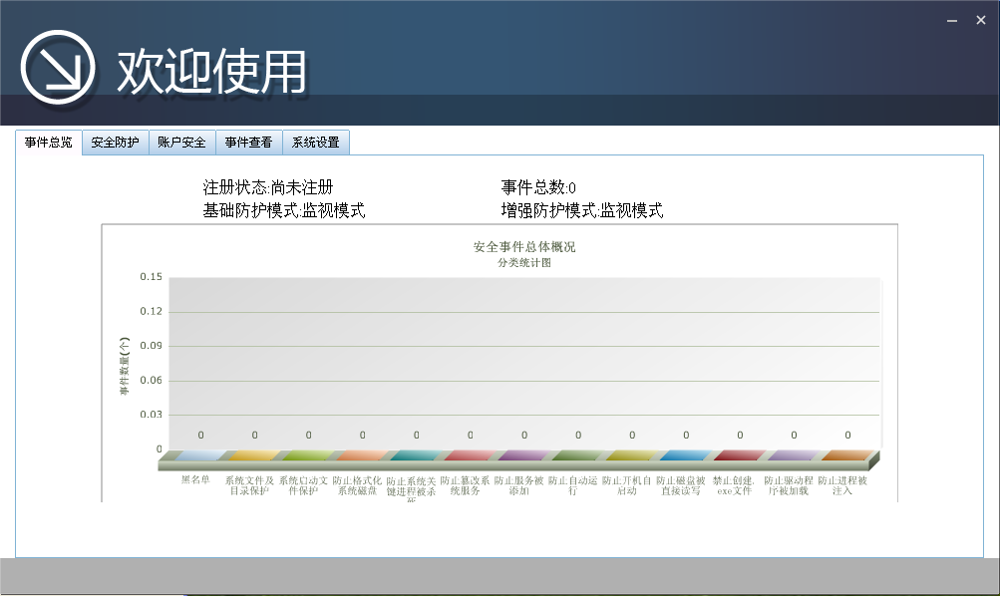 欢迎使用
事件总览 安全防护 账户安全 事件查看 系统设置
注册状态:尚未注册 事件总数:0
基础防护模式:监视模式 增强防护模式:监视模式
安全事件总体概况
分类统计图
事件数量(个)
0.15
0.12
0.09
0.06
0.03
0
0 0 0 0 0 0 0 0 0 0 0 0 0
黑名单
系统文件及
目录保护
系统启动文
件保护
防止格式化
系统磁盘
防止系统关
键进程被杀
死
防止篡改系
统服务
防止服务被
添加
防止自动运
行
防止开机自
启动
防止磁盘被
直接读写
禁止创建.
exe文件
防止驱动程
序被加载
防止进程被
注入